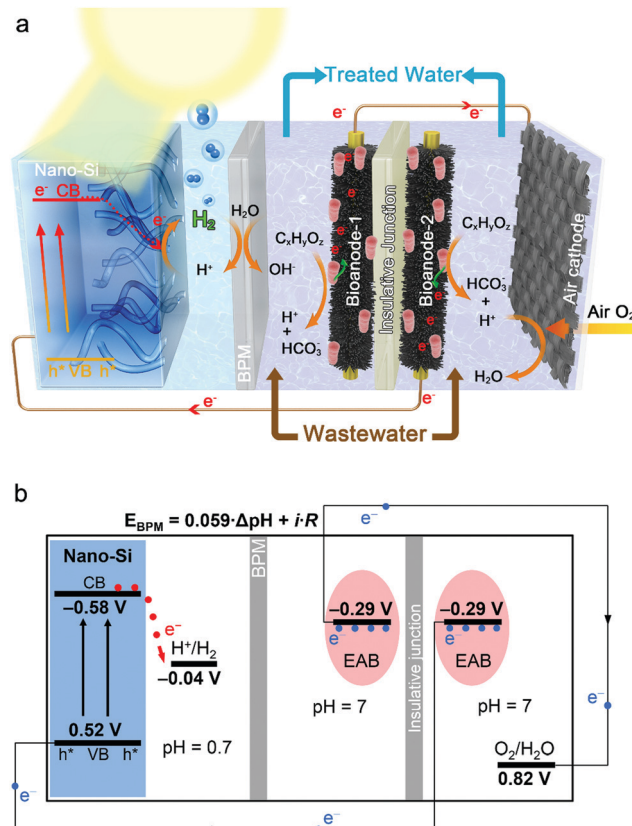 a
Treated Water
e-
e-
Nano-Si
e- CB
e-
H2
H2O
H+
OH-
BPM
CxHyOz
H+
+
HCO3-
e
e
e
e
Bioanode-1
Insulative Junction
Bioanode-2
e
e
e
CxHyOz
HCO3-
+
H+
H2O
Air cathode
Air O2
h* VB h*
e-
e-
Wastewater
b
EBPM = 0.059·ΔpH + i·R
e−
Nano-Si
CB
−0.58 V
e−
H+/H2
−0.04 V
0.52 V
h* VB h*
pH = 0.7
BPM
−0.29 V
e−
EAB
pH = 7
Insulative junction
−0.29 V
e−
EAB
pH = 7
O2/H2O
0.82 V
e−
e−